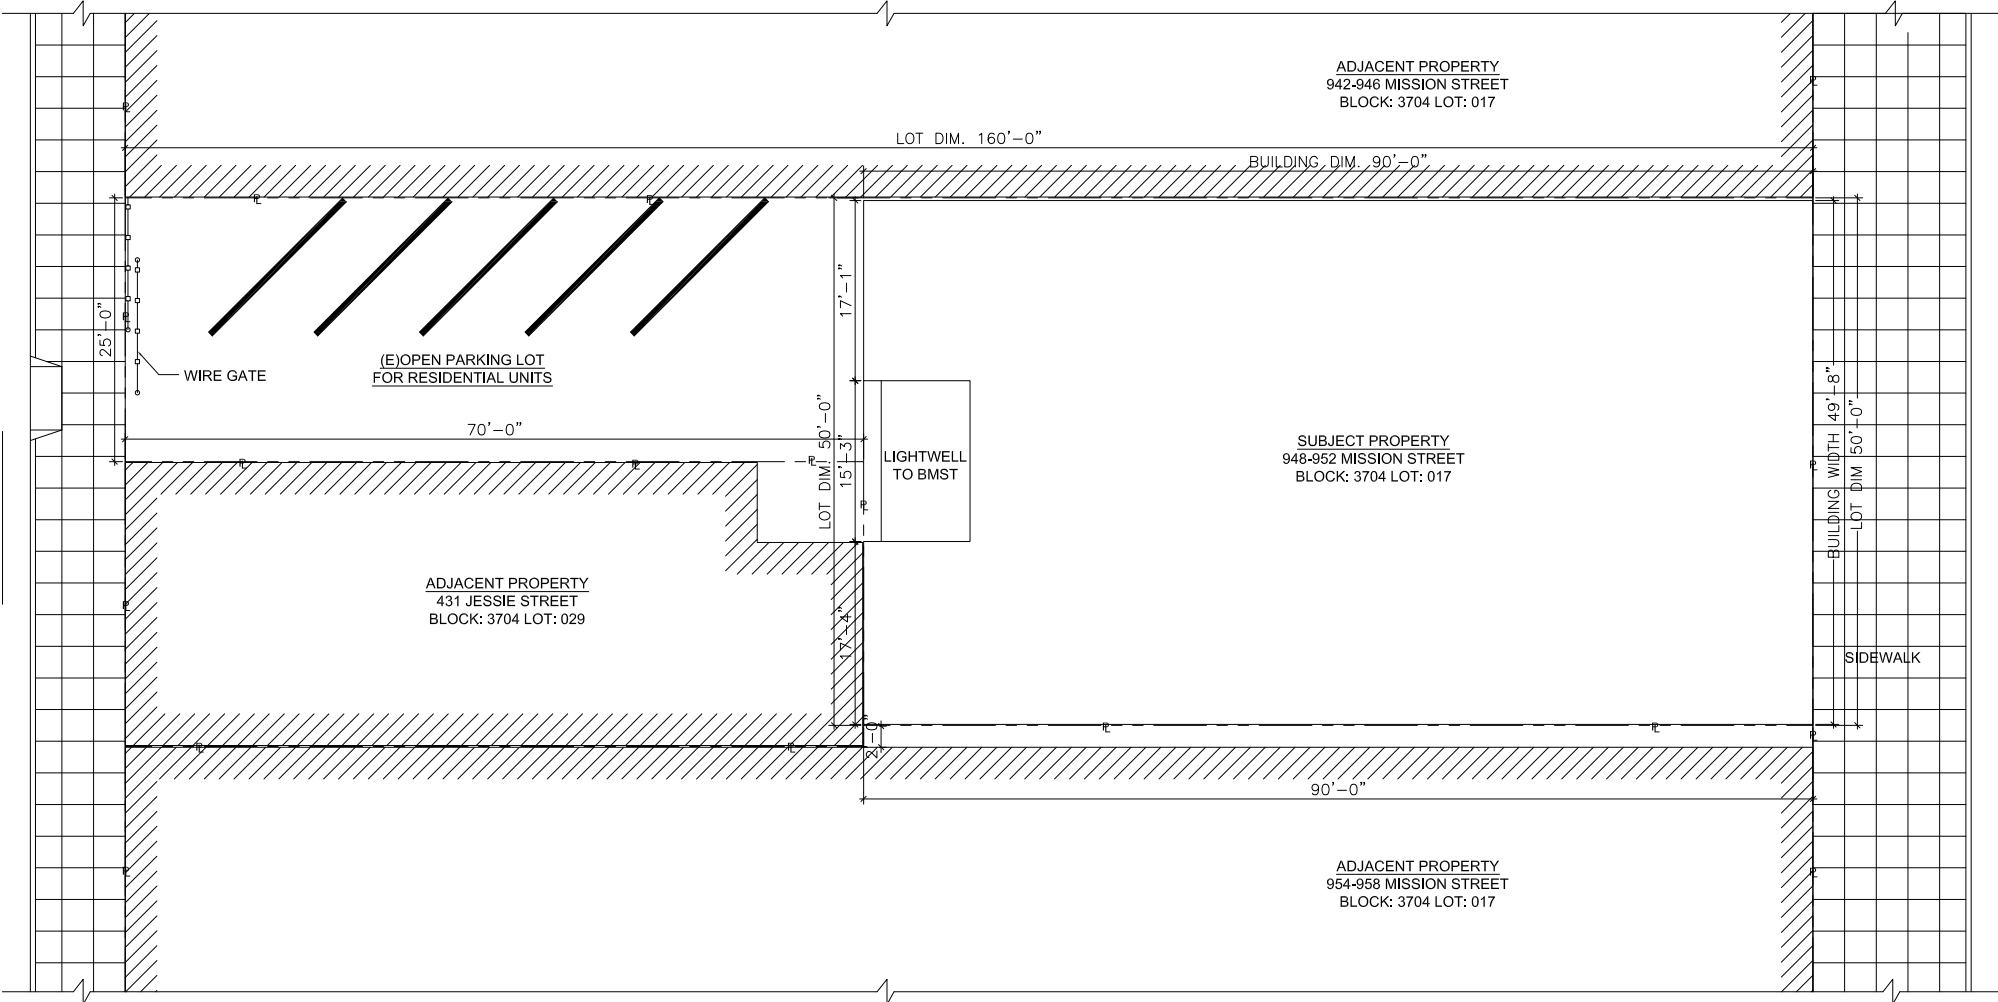 ADJACENT PROPERTY
942-946 MISSION STREET
BLOCK: 3704 LOT: 017
LOT DIM. 160'-0"
BUILDING DIM. 90'-0"
25'-0"
WIRE GATE
(E)OPEN PARKING LOT
FOR RESIDENTIAL UNITS
70'-0"
LOT DIM. 50'-0"
17'-1"
15'-3"
17'-4"
2'-0"
LIGHTWELL
TO BMST
SUBJECT PROPERTY
948-952 MISSION STREET
BLOCK: 3704 LOT: 017
BUILDING WIDTH 49'-8"
LOT DIM 50'-0"
SIDEWALK
ADJACENT PROPERTY
431 JESSIE STREET
BLOCK: 3704 LOT: 029
90'-0"
ADJACENT PROPERTY
954-958 MISSION STREET
BLOCK: 3704 LOT: 017